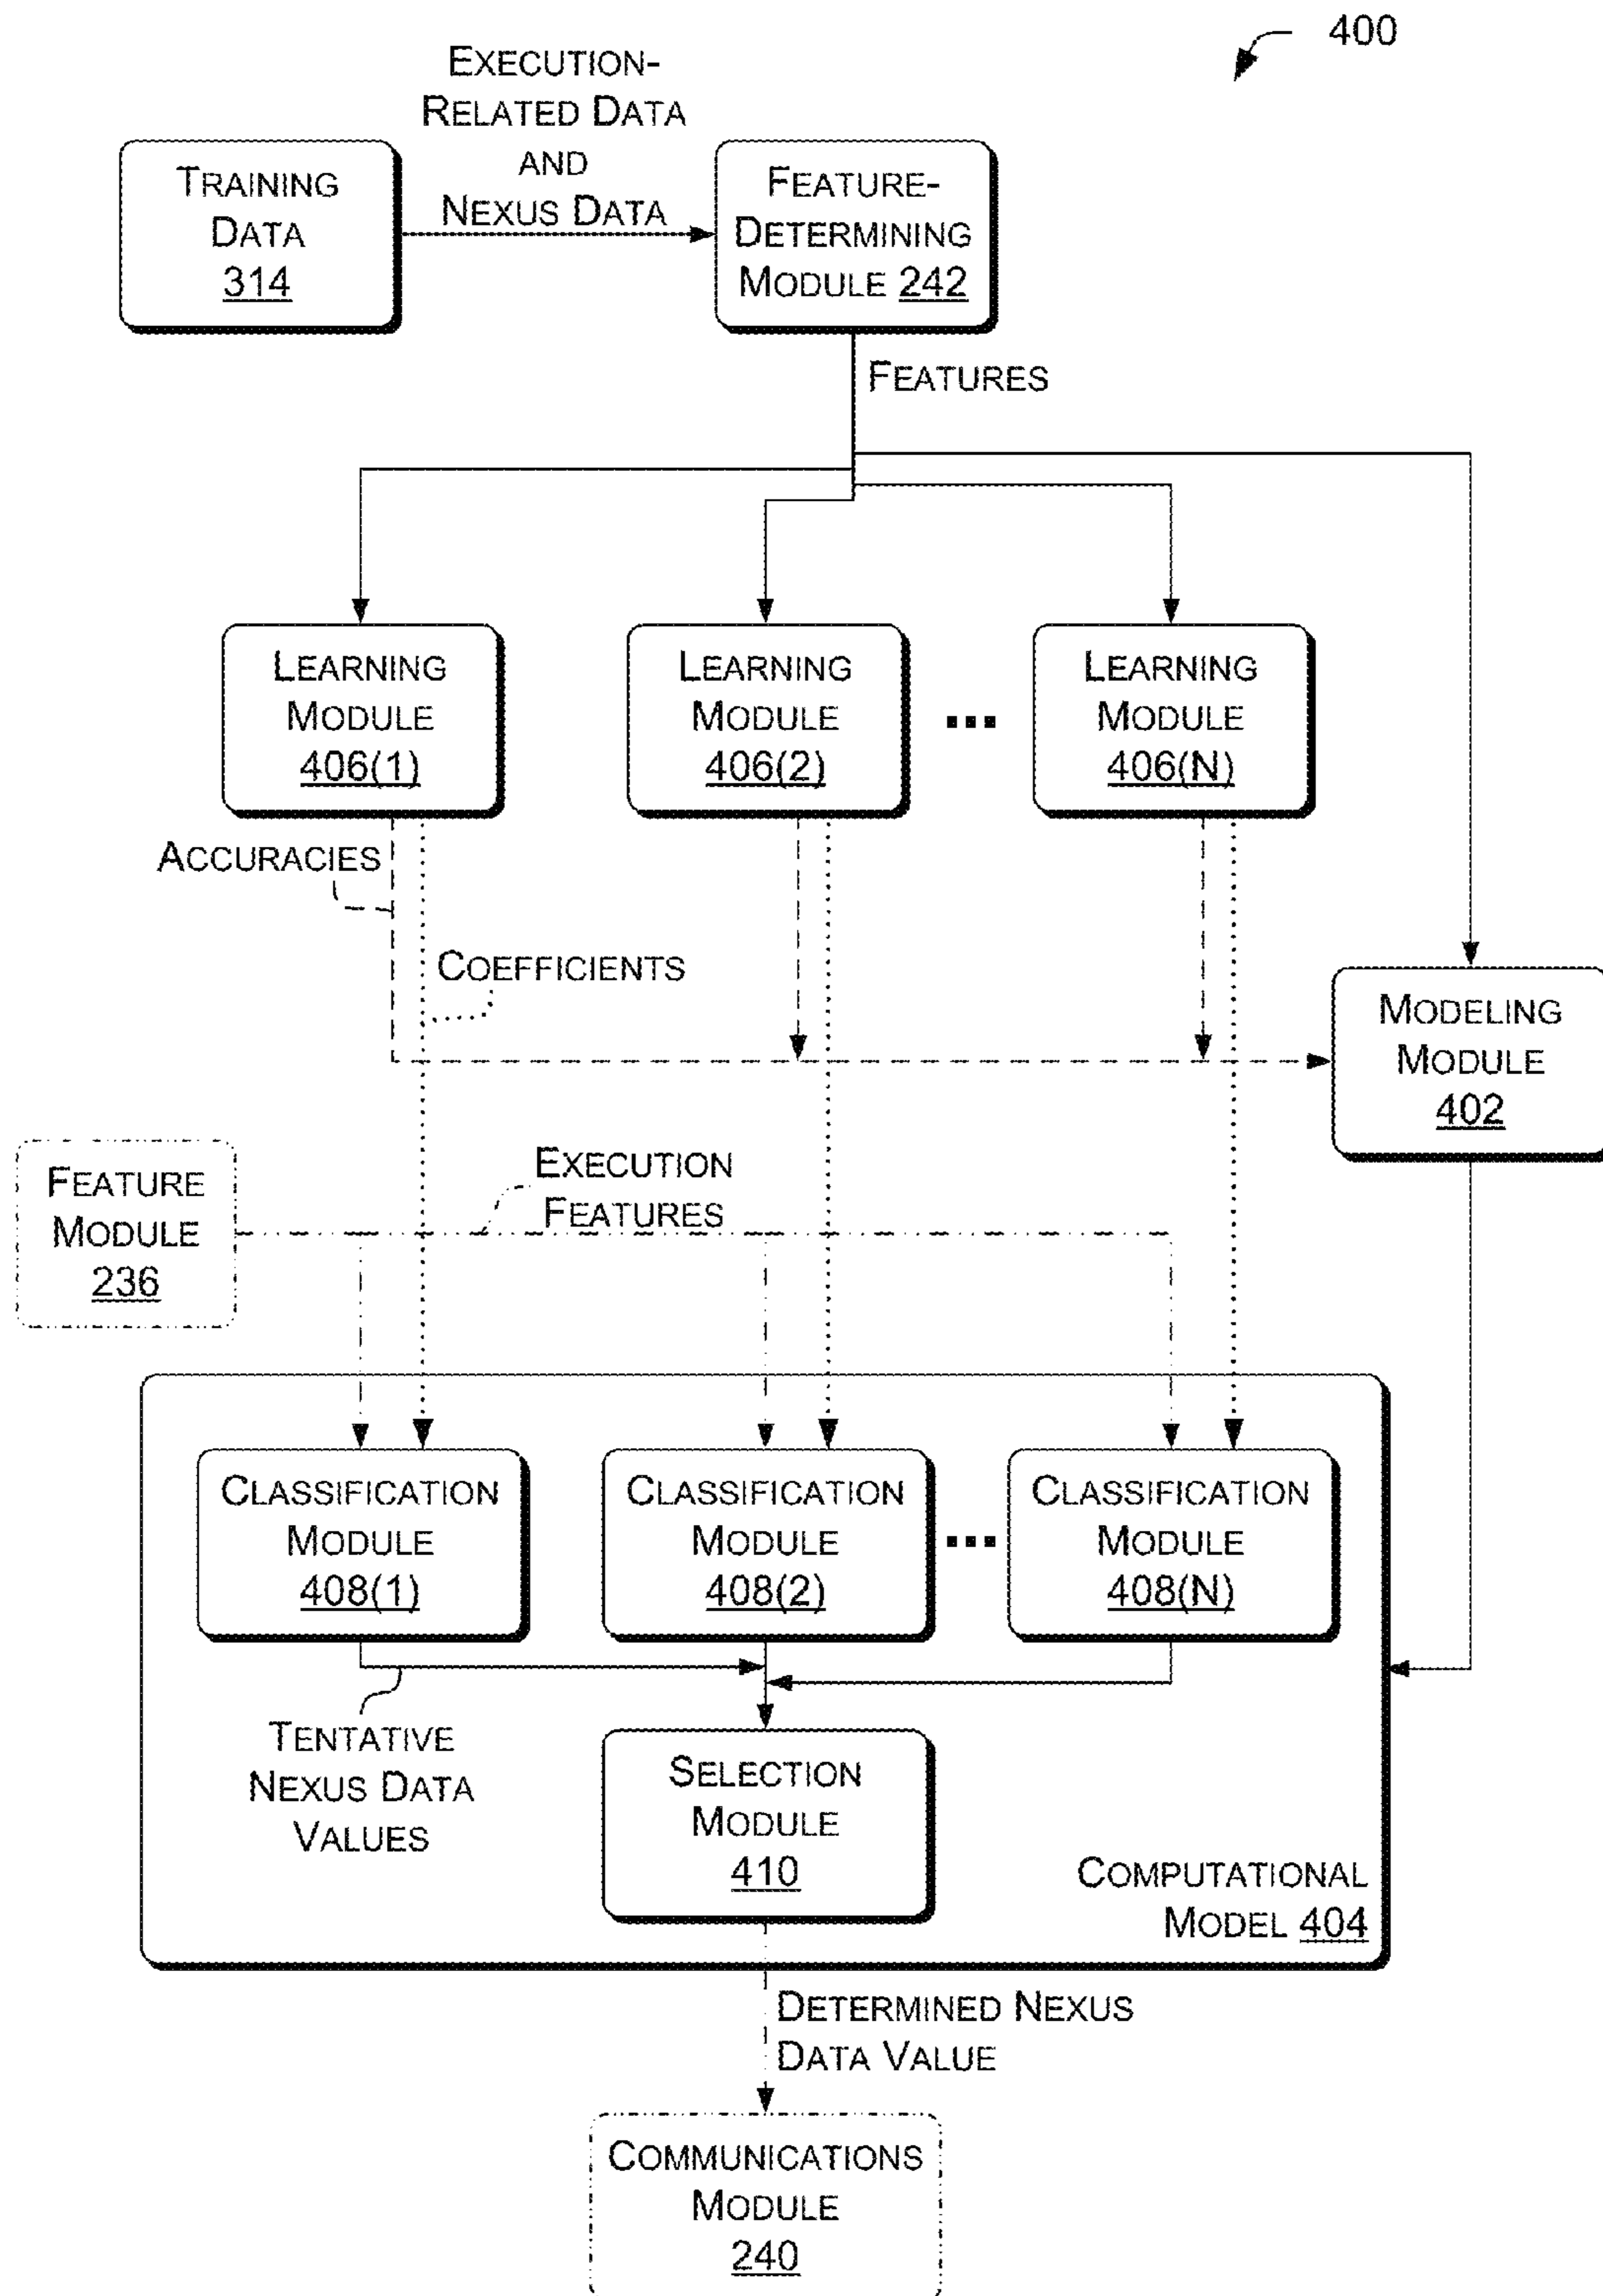 400
EXECUTION-
RELATED DATA
AND
NEXUS DATA
TRAINING
DATA
314
FEATURE-
DETERMINING
MODULE 242
FEATURES
LEARNING
MODULE
406(1)
LEARNING
MODULE
406(2)
...
LEARNING
MODULE
406(N)
ACCURACIES
COEFFICIENTS
MODELING
MODULE
402
FEATURE
MODULE
236
EXECUTION
FEATURES
CLASSIFICATION
MODULE
408(1)
CLASSIFICATION
MODULE
408(2)
...
CLASSIFICATION
MODULE
408(N)
TENTATIVE
NEXUS DATA
VALUES
SELECTION
MODULE
410
COMPUTATIONAL
MODEL 404
DETERMINED NEXUS
DATA VALUE
COMMUNICATIONS
MODULE
240